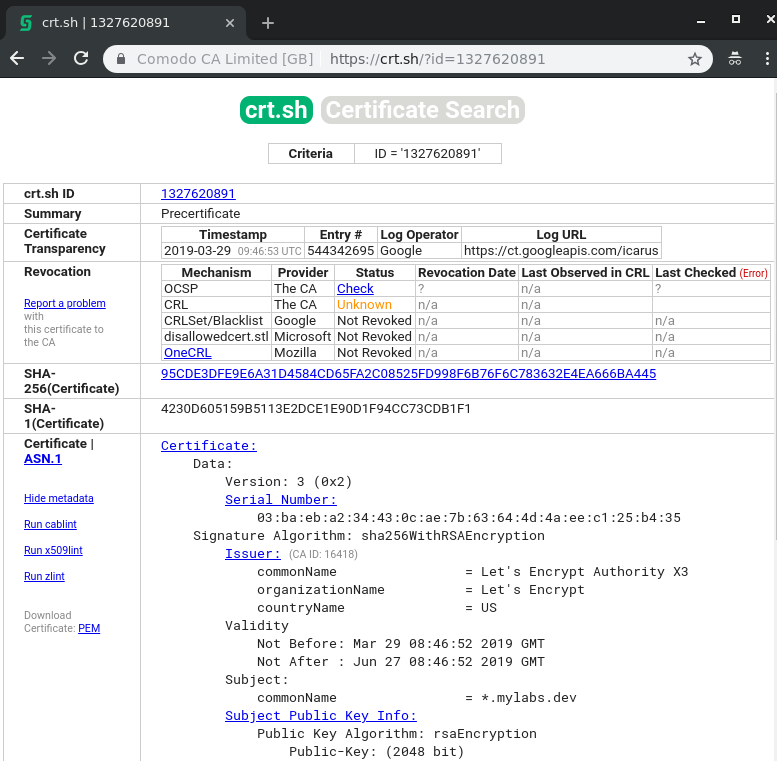 crt.sh | 1327620891
Comodo CA Limited [GB] https://crt.sh/?id=1327620891
crt.sh Certificate Search
Criteria ID = '1327620891'
crt.sh ID 1327620891
Summary Precertificate
Certificate Transparency
Timestamp Entry # Log Operator Log URL
2019-03-29 09:46:53 UTC 544342695 Google https://ct.googleapis.com/icarus
Revocation
Report a problem
with
this certificate to
the CA
Mechanism Provider Status Revocation Date Last Observed in CRL Last Checked (Error)
OCSP The CA Check ? n/a ?
CRL The CA Unknown n/a n/a
CRLSet/Blacklist Google Not Revoked n/a n/a n/a
disallowedcert.stl Microsoft Not Revoked n/a n/a n/a
OneCRL Mozilla Not Revoked n/a n/a n/a
SHA-
256(Certificate)
95CDE3DFE9E6A31D4584CD65FA2C08525FD998F6B76F6C783632E4EA666BA445
SHA-
1(Certificate)
4230D605159B5113E2DCE1E90D1F94CC73CDB1F1
Certificate |
ASN.1
Hide metadata
Run cablint
Run x509lint
Run zlint
Download
Certificate: PEM
Certificate:
Data:
Version: 3 (0x2)
Serial Number:
03:ba:eb:a2:34:43:0c:ae:7b:63:64:4d:4a:ee:c1:25:b4:35
Signature Algorithm: sha256WithRSAEncryption
Issuer: (CA ID: 16418)
commonName = Let's Encrypt Authority X3
organizationName = Let's Encrypt
countryName = US
Validity
Not Before: Mar 29 08:46:52 2019 GMT
Not After : Jun 27 08:46:52 2019 GMT
Subject:
commonName = *.mylabs.dev
Subject Public Key Info:
Public Key Algorithm: rsaEncryption
Public-Key: (2048 bit)